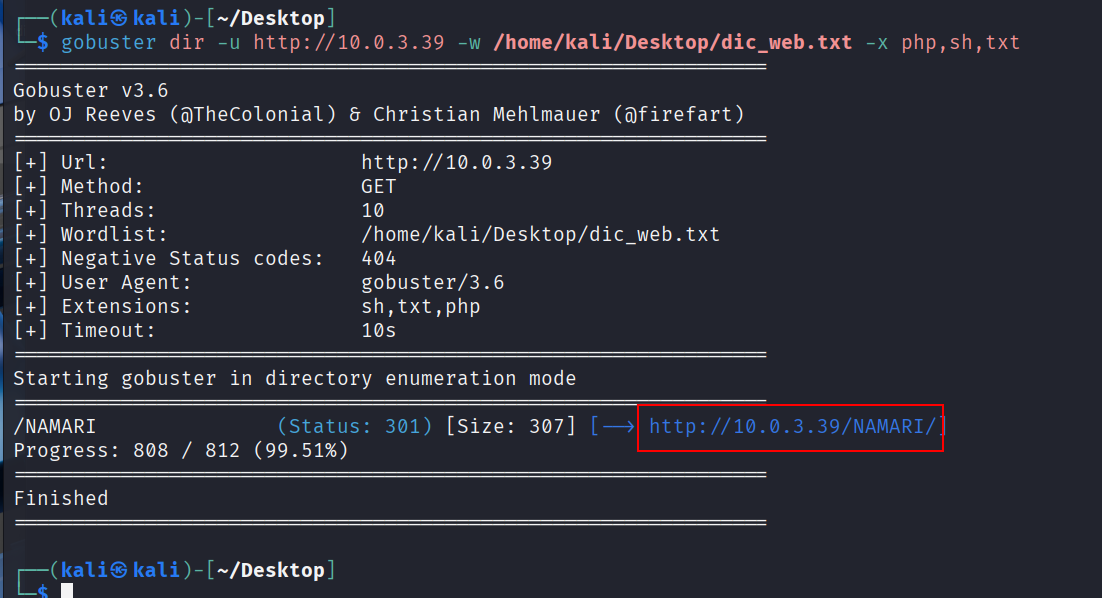 ┌──(kali㉿kali)-[~/Desktop]
└─$ gobuster dir -u http://10.0.3.39 -w /home/kali/Desktop/dic_web.txt -x php,sh,txt
===============================================================
Gobuster v3.6
by OJ Reeves (@TheColonial) & Christian Mehlmauer (@firefart)
===============================================================
[+] Url:                     http://10.0.3.39
[+] Method:                  GET
[+] Threads:                 10
[+] Wordlist:                /home/kali/Desktop/dic_web.txt
[+] Negative Status codes:   404
[+] User Agent:              gobuster/3.6
[+] Extensions:              sh,txt,php
[+] Timeout:                 10s
===============================================================
Starting gobuster in directory enumeration mode
===============================================================
/NAMARI               (Status: 301) [Size: 307] [--> http://10.0.3.39/NAMARI/]
Progress: 808 / 812 (99.51%)
===============================================================
Finished
===============================================================
┌──(kali㉿kali)-[~/Desktop]
└─$